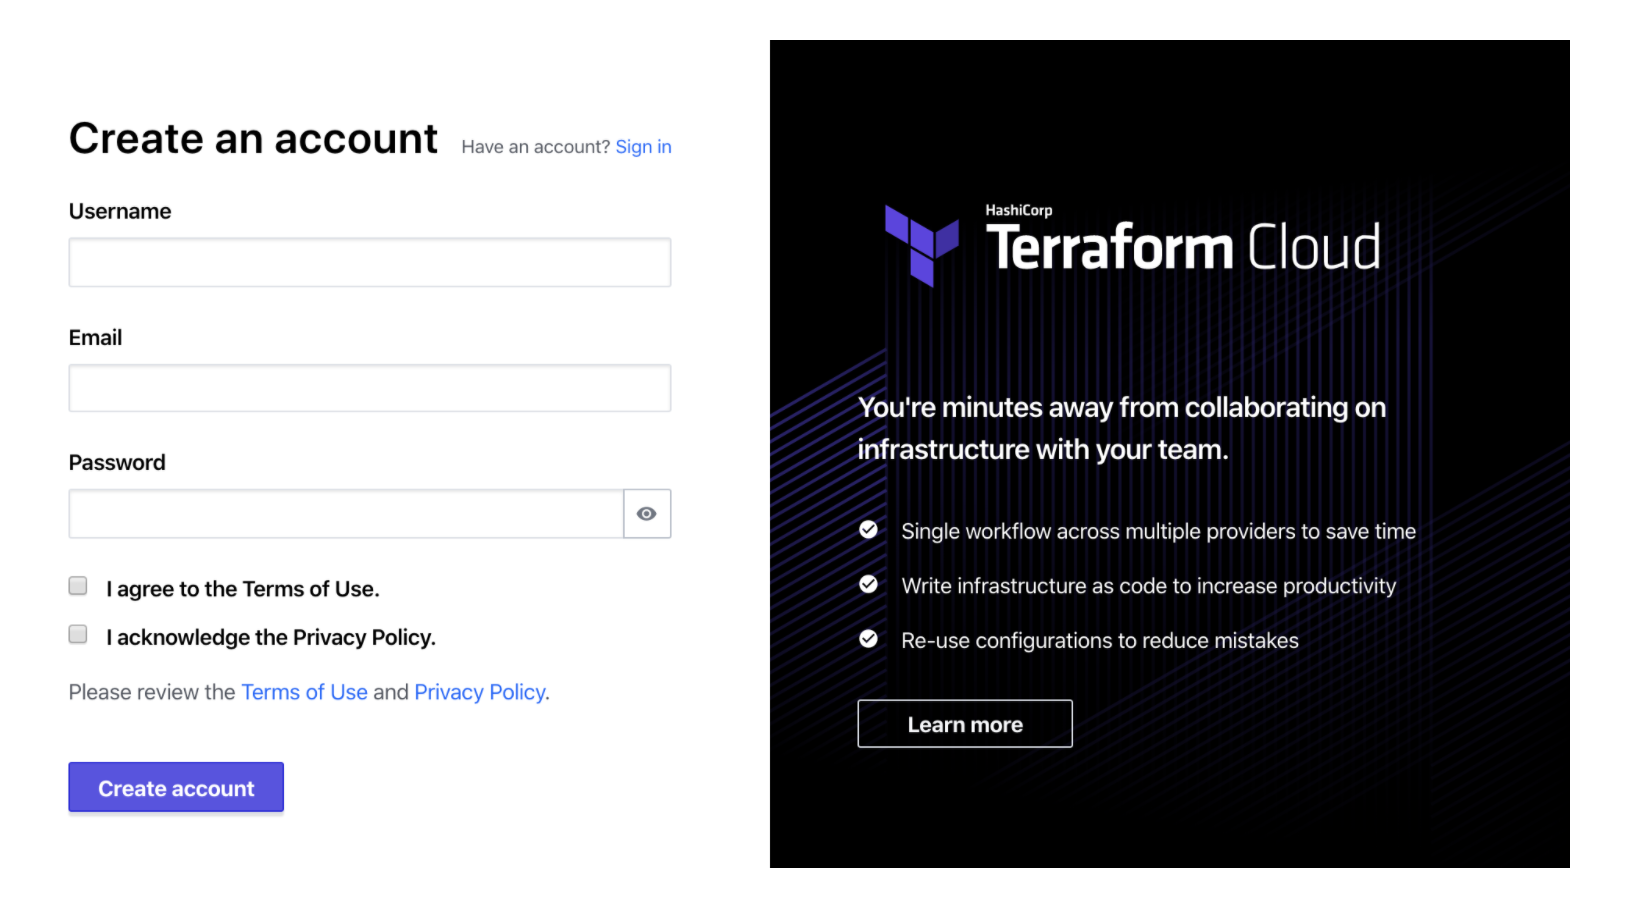 Create an account
Have an account? Sign in
Username
Email
Password
I agree to the Terms of Use.
I acknowledge the Privacy Policy.
Please review the Terms of Use and Privacy Policy.
Create account
HashiCorp
Terraform Cloud
You're minutes away from collaborating on
infrastructure with your team.
Single workflow across multiple providers to save time
Write infrastructure as code to increase productivity
Re-use configurations to reduce mistakes
Learn more